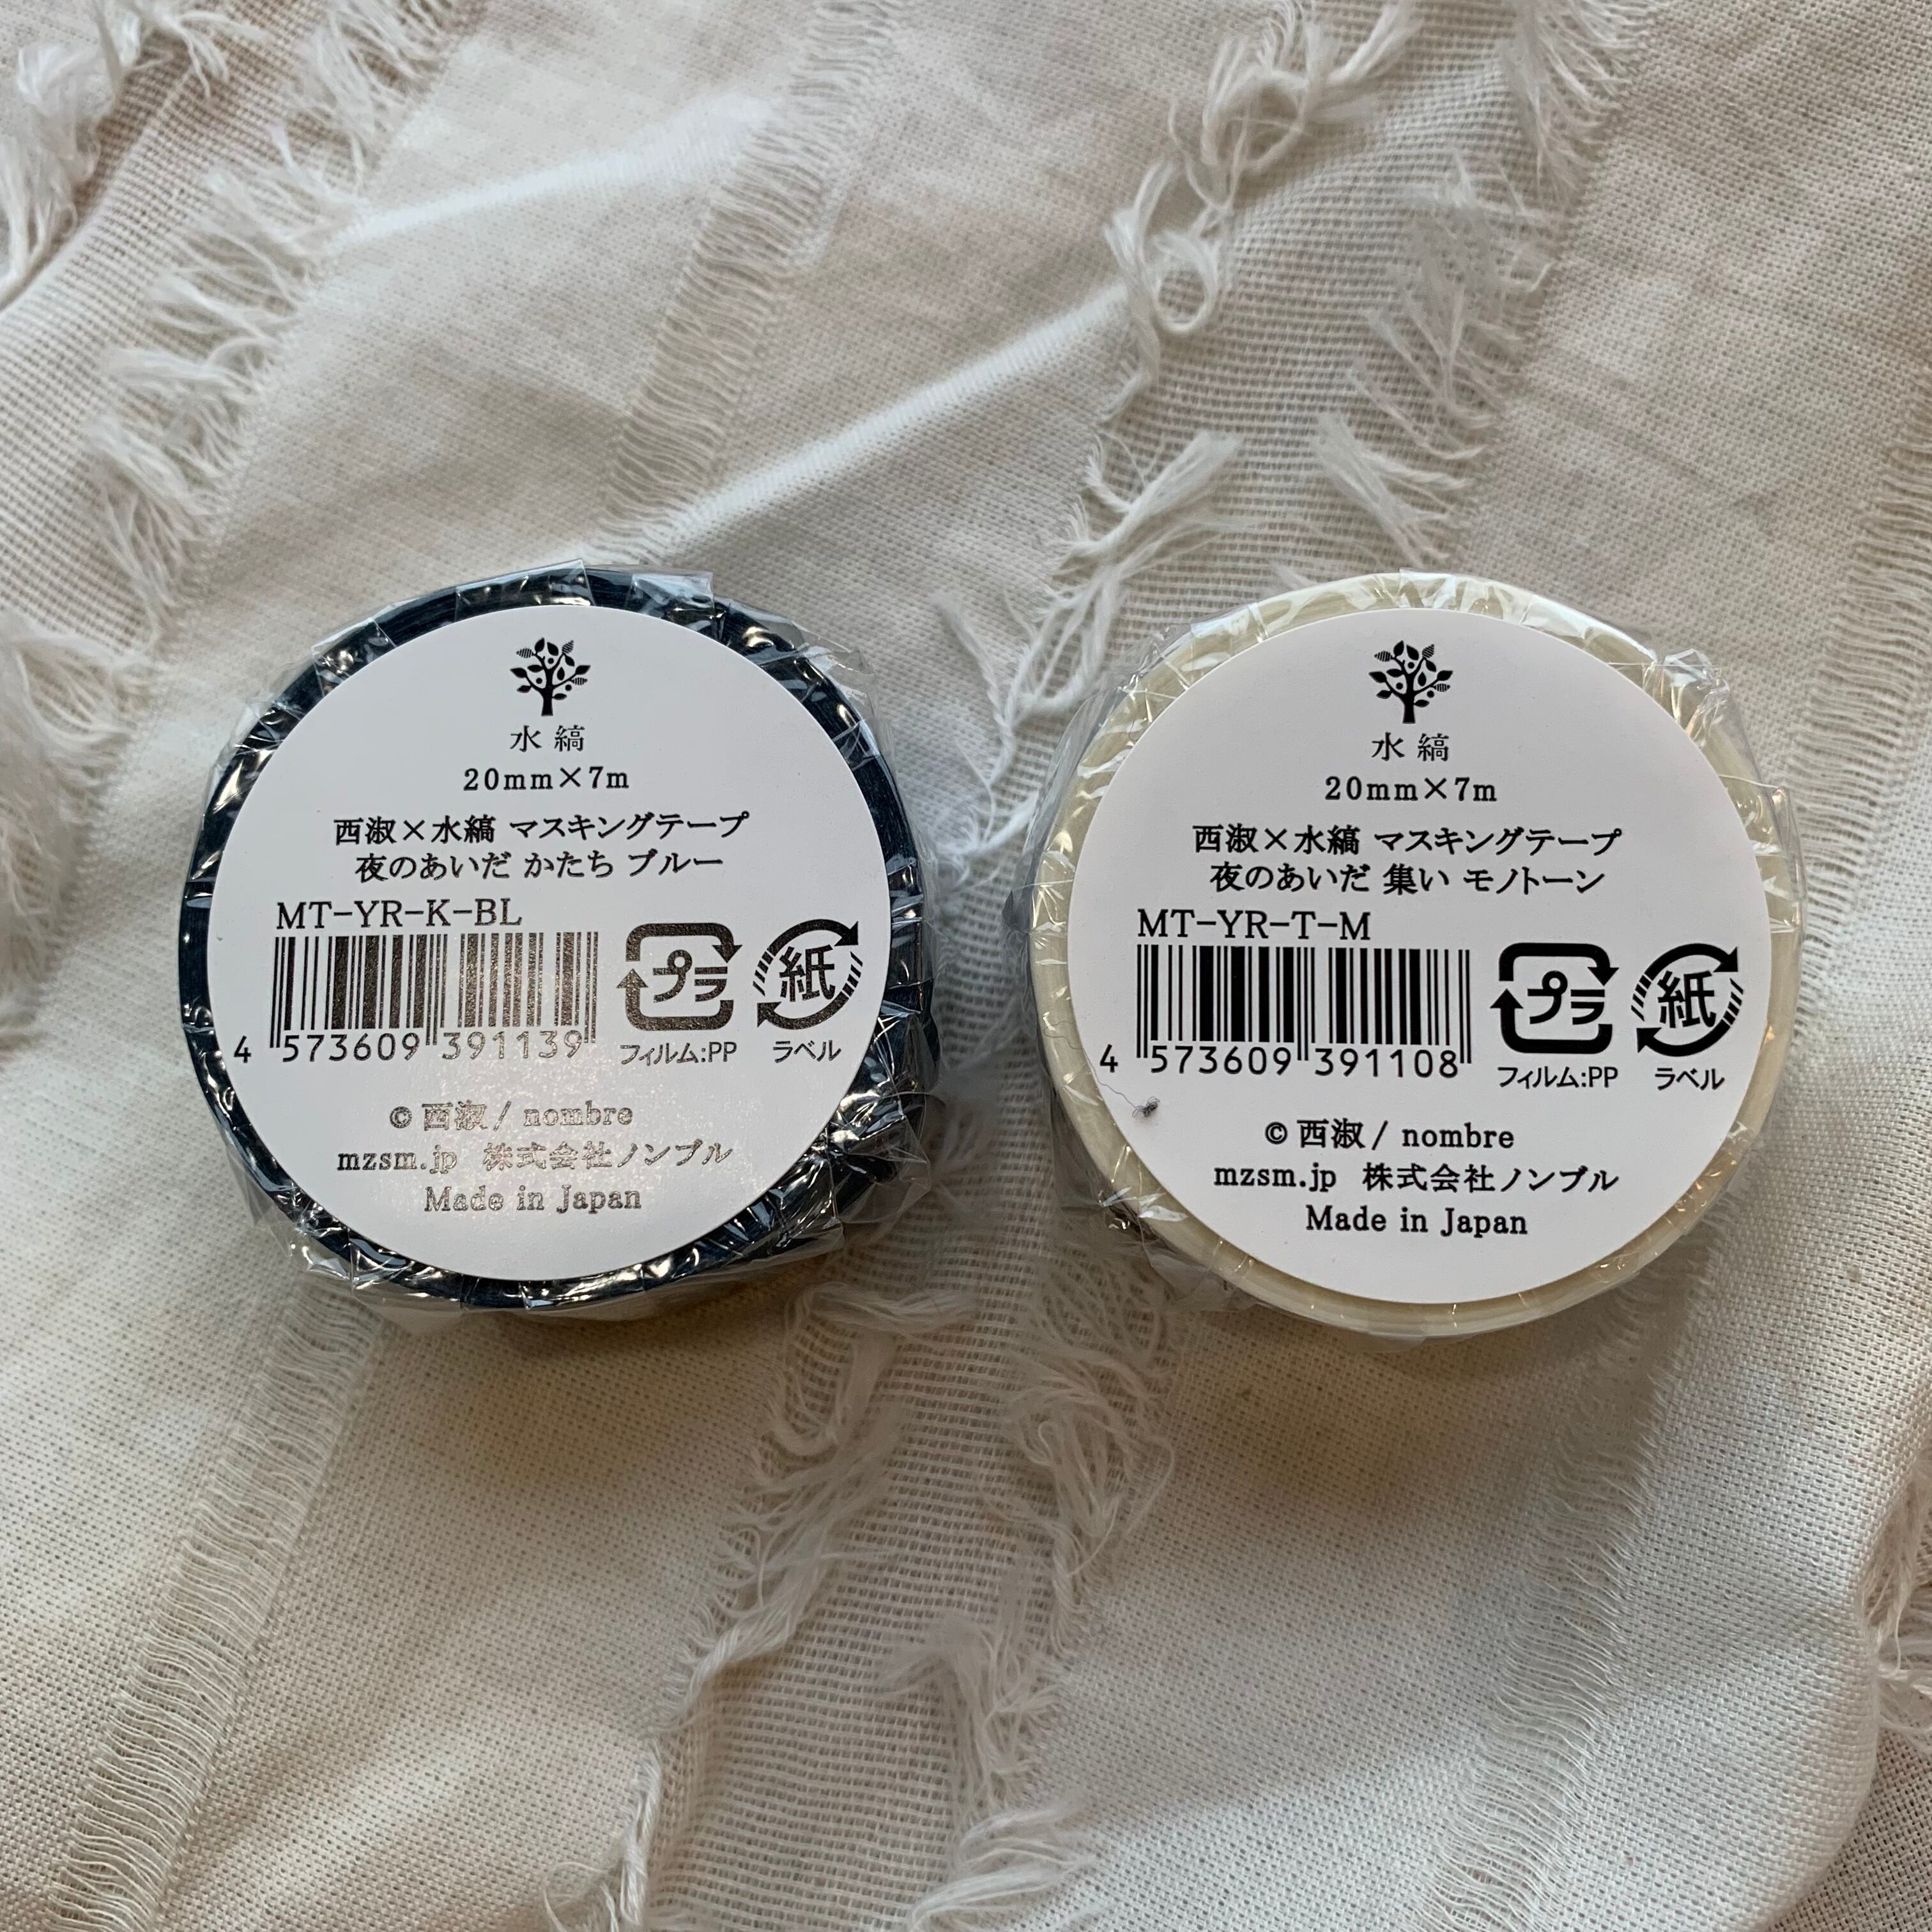 水縞
20mm×7m
西淑×水縞 マスキングテープ
夜のあいだ かたち ブルー
MT-YR-K-BL
4 573609 391139
プラ
フィルム:PP
紙
ラベル
© 西淑 / nombre
mzsm.jp 株式会社ノンブル
Made in Japan
水縞
20mm×7m
西淑×水縞 マスキングテープ
夜のあいだ 集い モノトーン
MT-YR-T-M
4 573609 391108
プラ
フィルム:PP
紙
ラベル
© 西淑 / nombre
mzsm.jp 株式会社ノンブル
Made in Japan